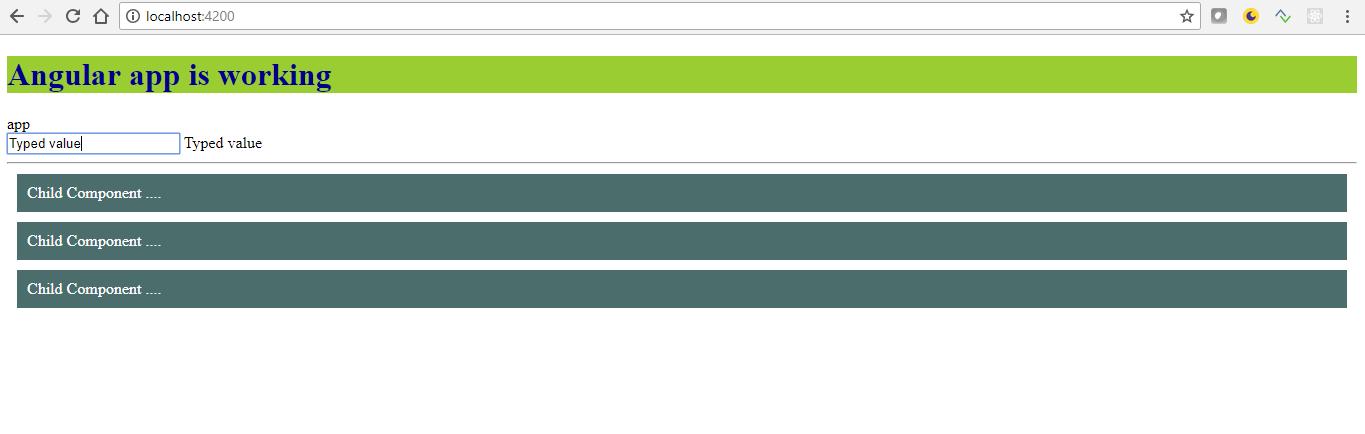 localhost:4200
Angular app is working
app
Typed value Typed value
Child Component ....
Child Component ....
Child Component ....